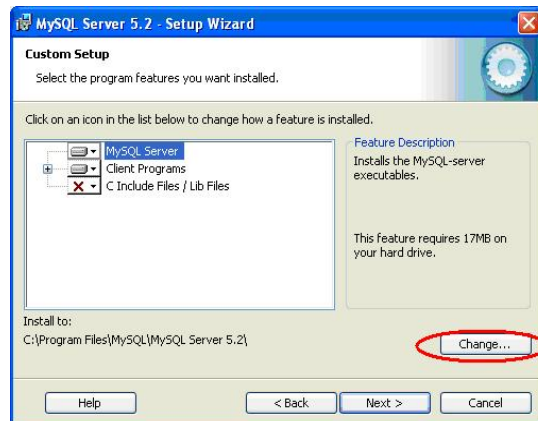 MySQL Server 5.2 - Setup Wizard
Custom Setup
Select the program features you want installed.
Click on an icon in the list below to change how a feature is installed.
MySQL Server
Client Programs
C Include Files / Lib Files
Feature Description
Installs the MySQL-server
executables.
This feature requires 17MB on
your hard drive.
Install to:
C:\Program Files\MySQL\MySQL Server 5.2\
Change...
Help
< Back
Next >
Cancel